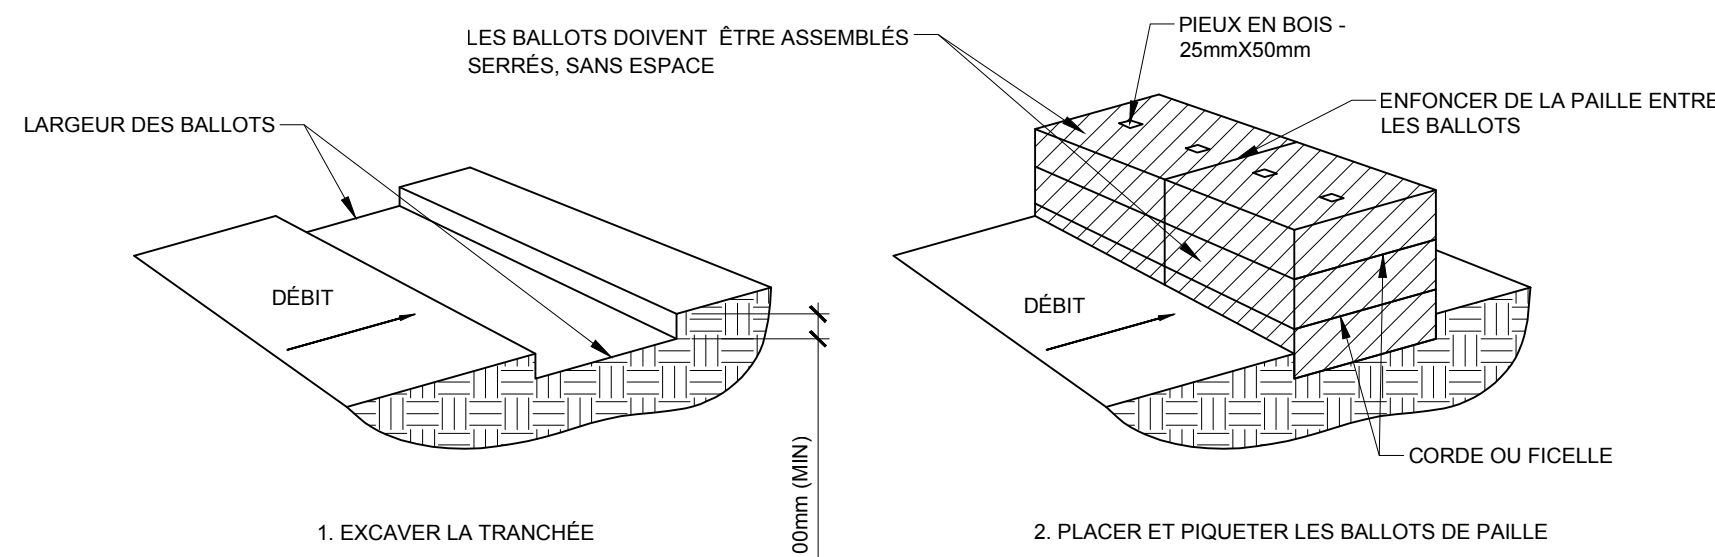 LES BALLOTS DOIVENT ÊTRE ASSEMBLÉS
SERRÉS, SANS ESPACE
PIEUX EN BOIS -
25mmX50mm
ENFONCER DE LA PAILLE ENTRE
LES BALLOTS
LARGEUR DES BALLOTS
DÉBIT
DÉBIT
CORDE OU FICELLE
00mm (MIN)
1. EXCAVER LA TRANCHÉE
2. PLACER ET PIQUETER LES BALLOTS DE PAILLE